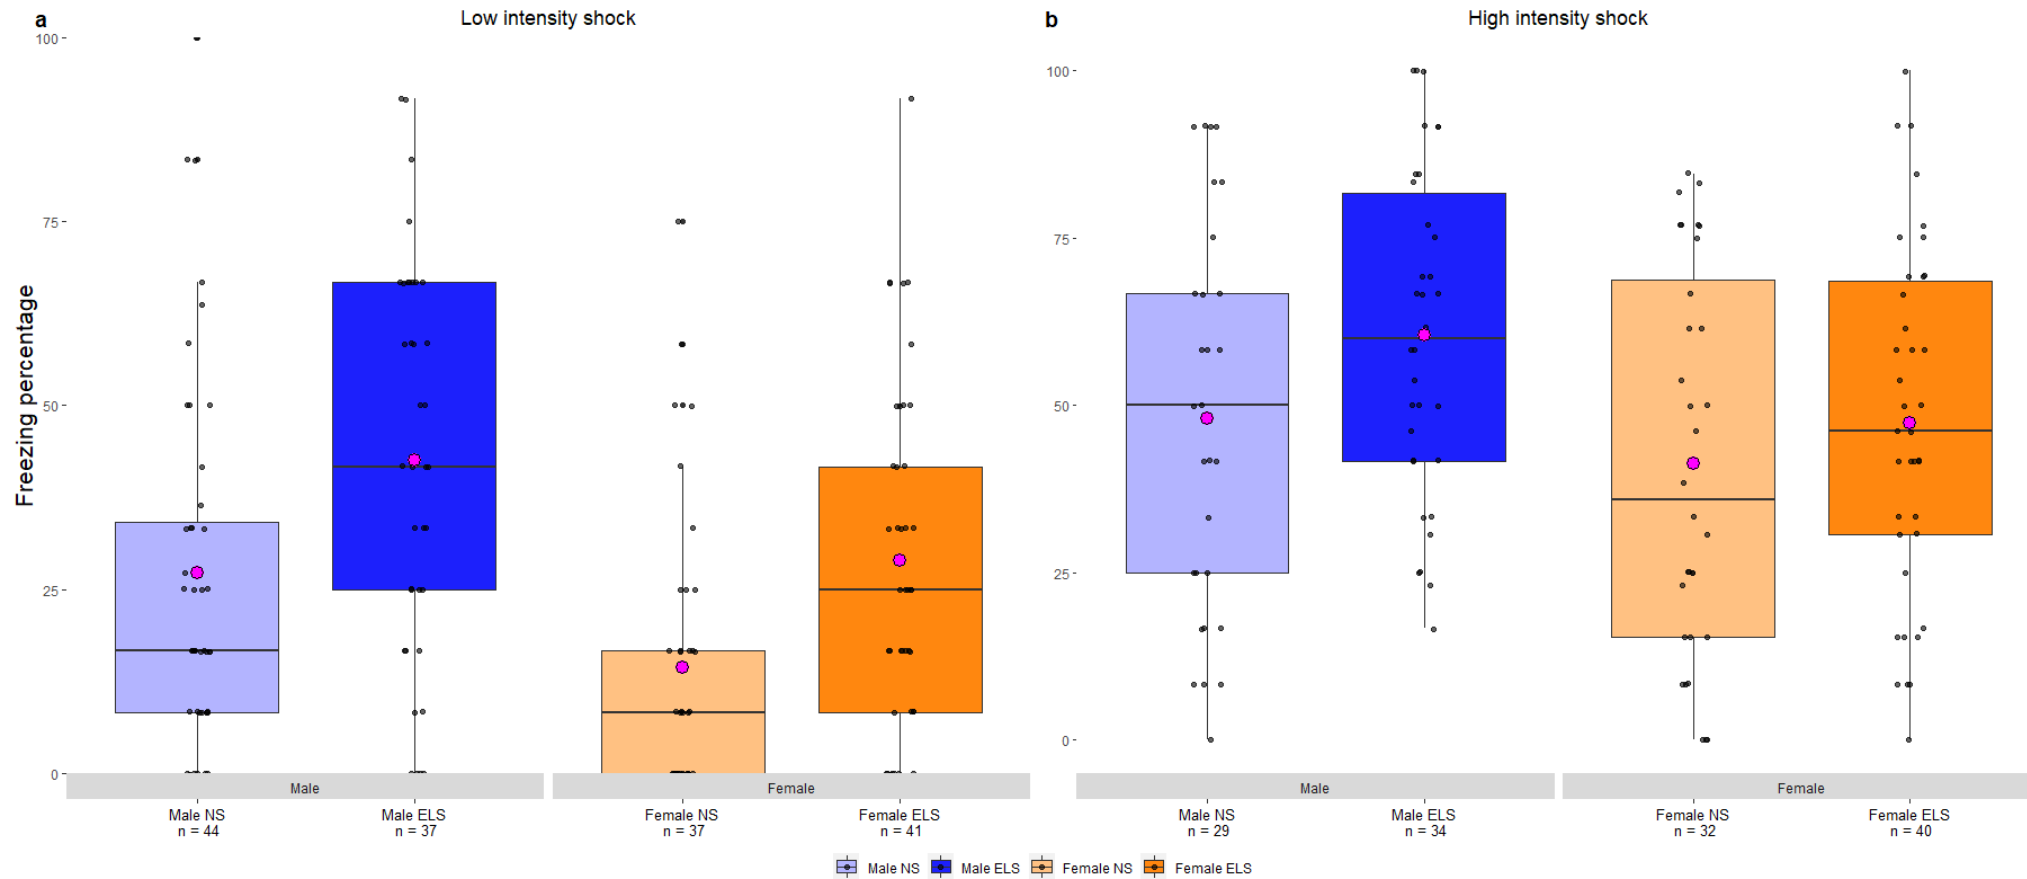 a
Low intensity shock
b
High intensity shock
Freezing percentage
100
75
50
25
0
100
75
50
25
0
Male
Female
Male
Female
Male NS
n = 44
Male ELS
n = 37
Female NS
n = 37
Female ELS
n = 41
Male NS
n = 29
Male ELS
n = 34
Female NS
n = 32
Female ELS
n = 40
Male NS Male ELS Female NS Female ELS